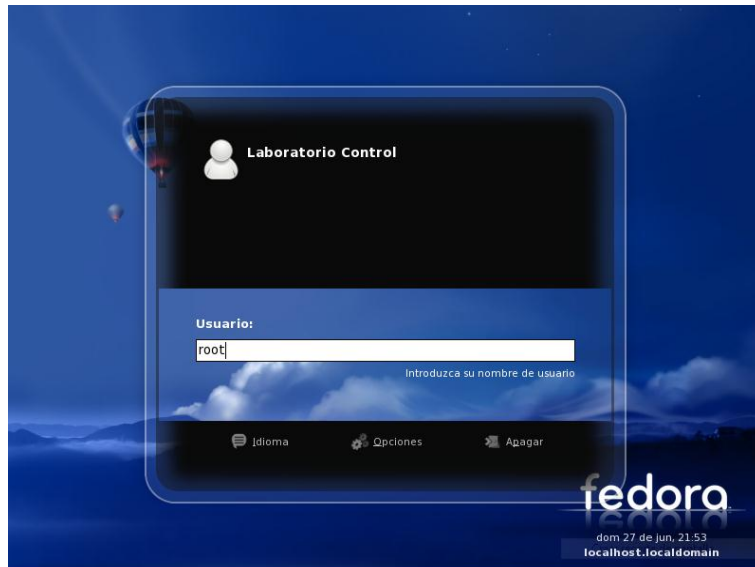 Laboratorio Control
Usuario:
root
Introduzca su nombre de usuario
Idioma
Opciones
Apagar
fedora
dom 27 de jun, 21:53
localhost.localdomain